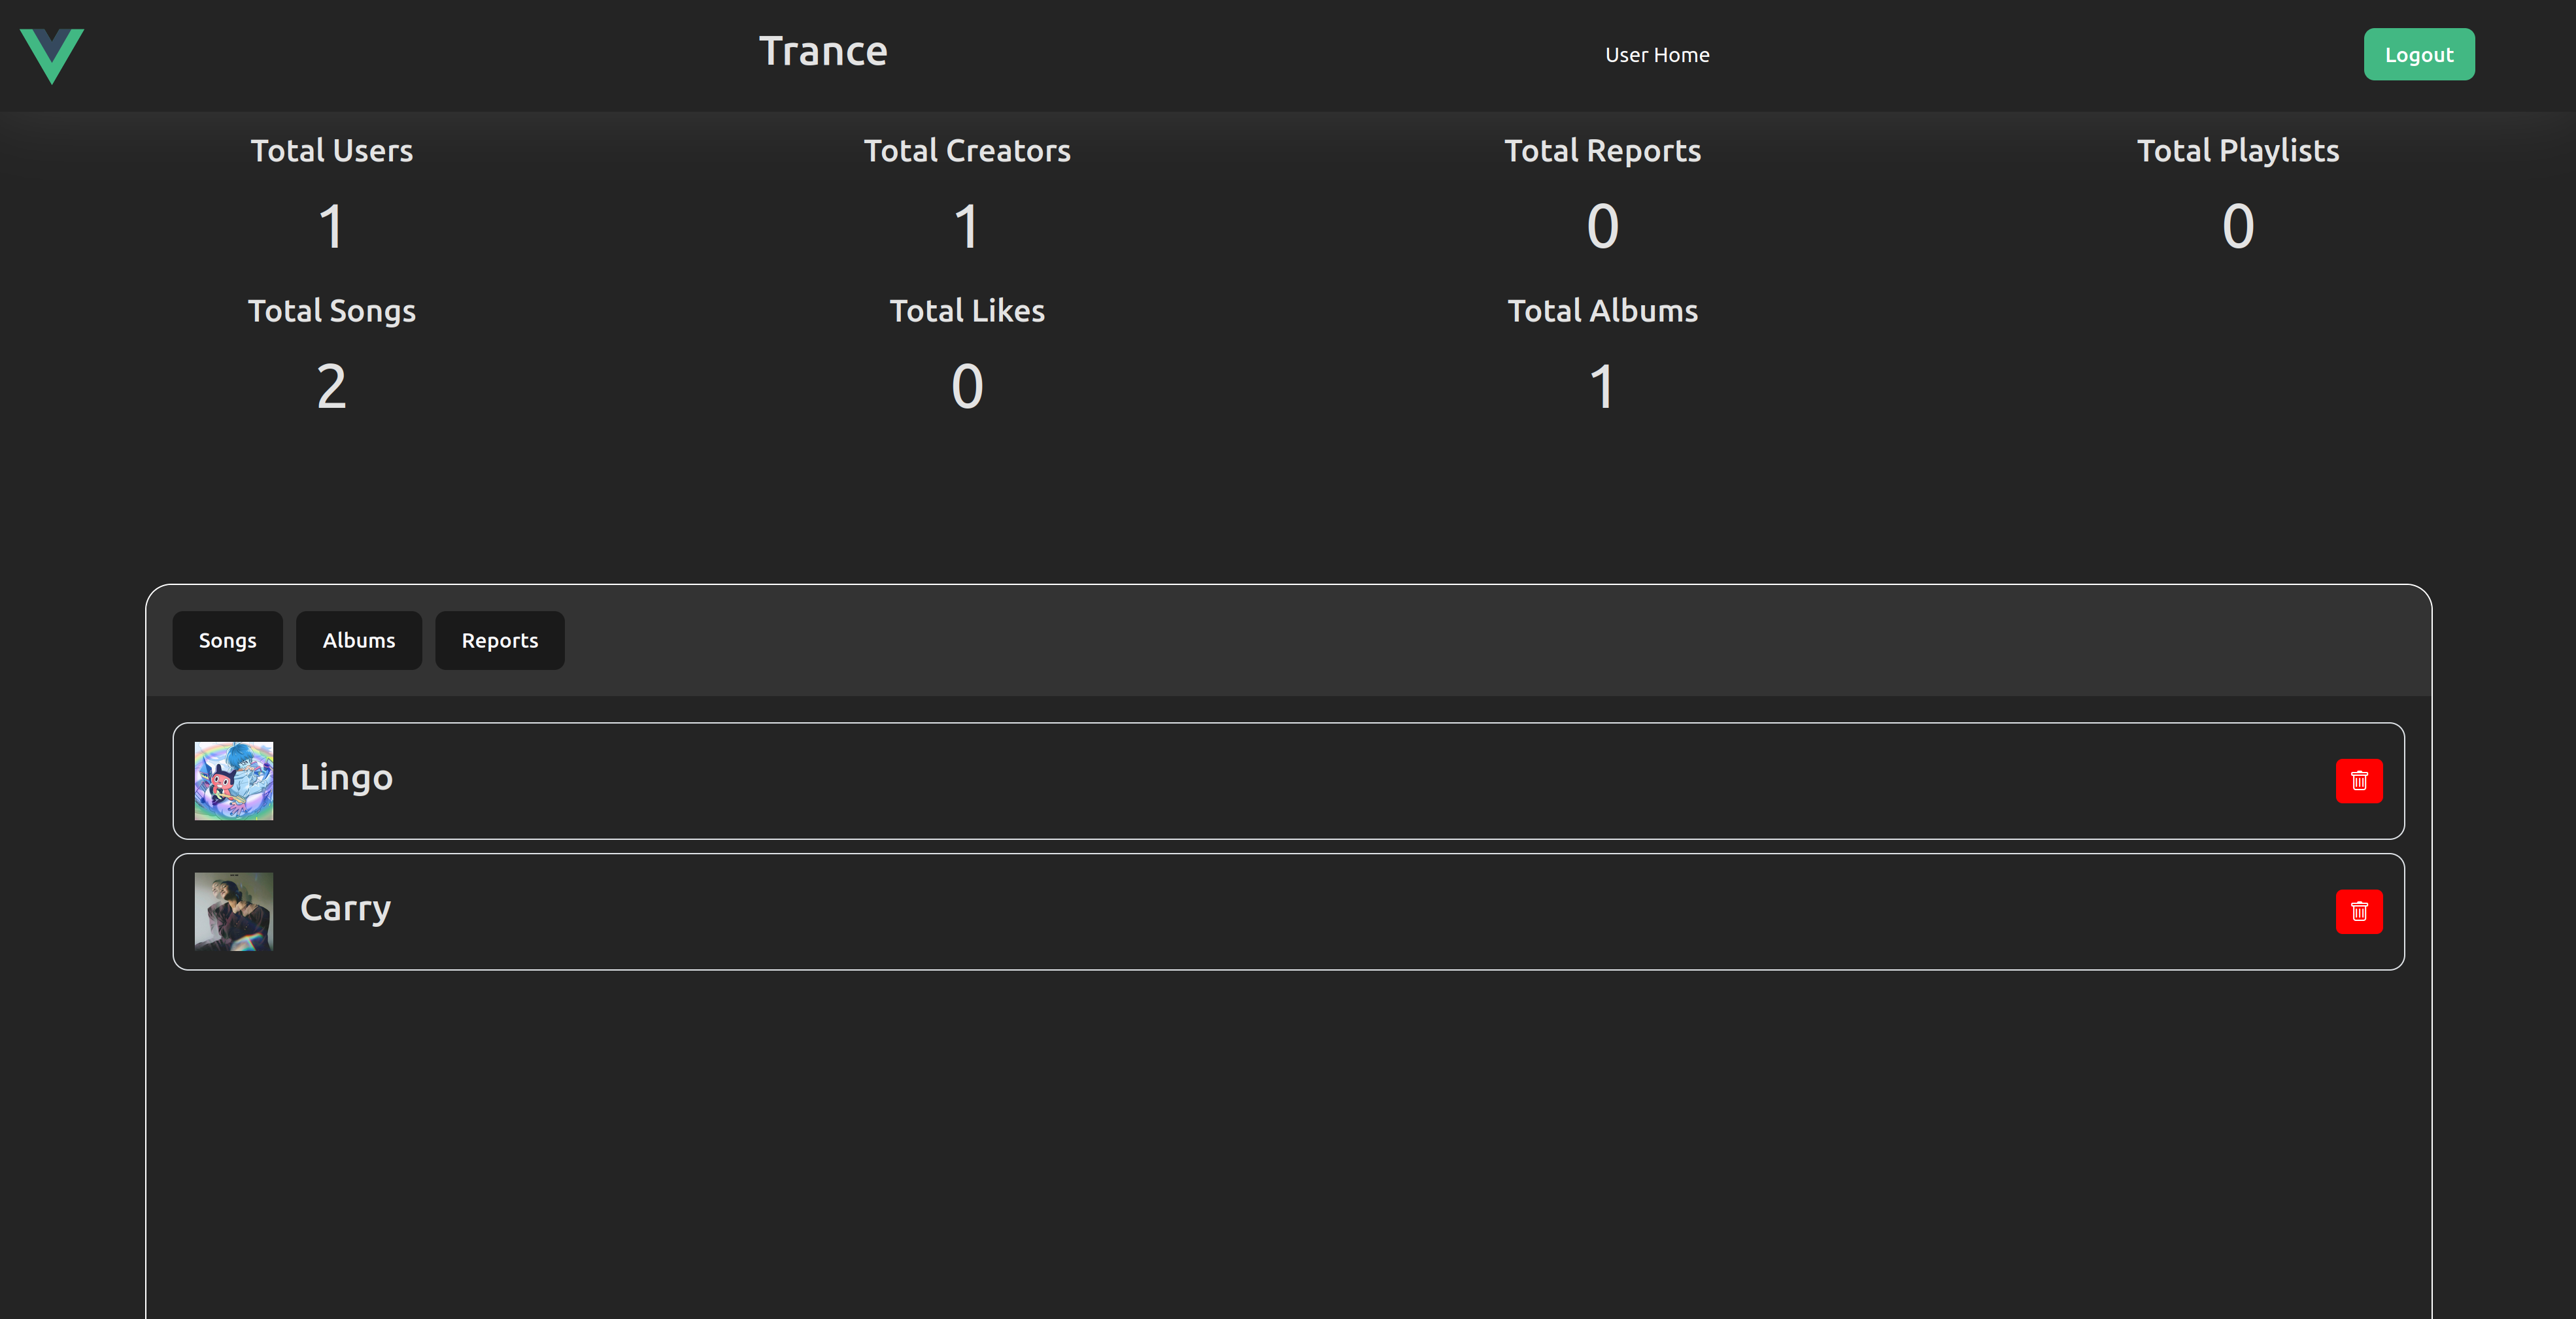 Trance
User Home
Logout
Total Users
Total Creators
Total Reports
Total Playlists
1
1
0
0
Total Songs
Total Likes
Total Albums
2
0
1
Songs
Albums
Reports
Lingo
Carry